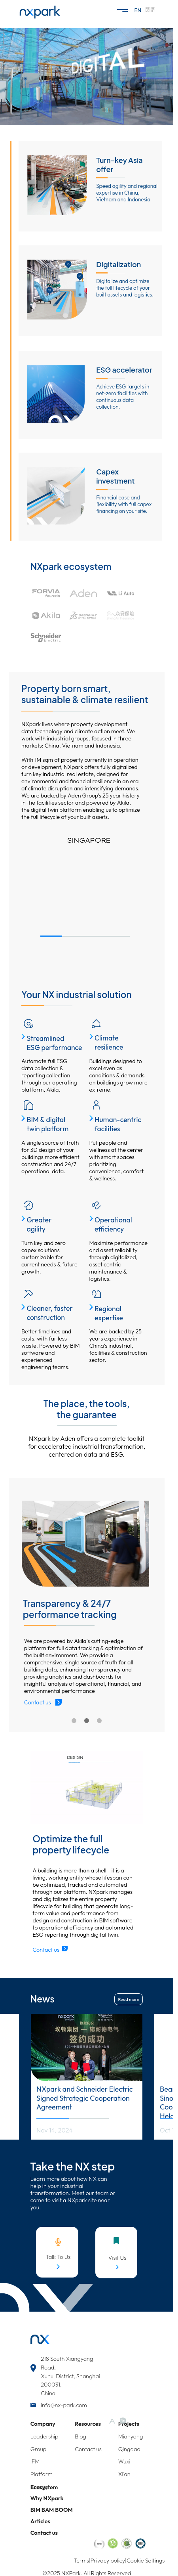 nxpark
EN
DIGITAL
Turn-key Asia
offer
Speed agility and regional
expertise in China,
Vietnam and Indonesia
Digitalization
Digitalize and optimize
the full lifecycle of your
built assets and logsitics.
ESG accelerator
Achieve ESG targets in
net-zero facilities with
continuous data
collection.
Capex
investment
Financial ease and
flexibility with full capex
financing on your site.
NXpark ecosystem
FORVIA
Aden
Li Auto
Akila
Schneider
Electric
Property born smart,
sustainable & climate resilient
NXpark lives where property development,
data technology and climate action meet. We
work with industrial groups, focused in three
markets: China, Vietnam and Indonesia.
With 1M sqm of property currently in operation
or development, NXpark offers fully digitalized
turn key industrial real estate, designed for
environmental and financial resilience in an era
of climate disruption and intensifying demands.
We are backed by Aden Group's 25 year history
in the facilities sector and powered by Akila,
the digital twin platform enabling us to optimize
the full lifecycle of your built assets.
SINGAPORE
Your NX industrial solution
Streamlined
ESG performance
Automate full ESG
data collection &
reporting collection
through our operating
platform, Akila.
Climate
resilience
Buildings designed to
excel even as
conditions & demands
on buildings grow more
extreme.
BIM & digital
twin platform
A single source of truth
for 3D design of your
buildings more efficient
construction and 24/7
operational data.
Human-centric
facilities
Put people and
wellness at the center
with smart spaces
prioritizing
convenience, comfort
& wellness.
Greater
agility
Turn key and zero
capex solutions
customizable for
current needs & future
growth.
Operational
efficiency
Maximize performance
and asset reliability
through digitalized,
asset centric
maintenance &
logistics.
Cleaner, faster
construction
Better timelines and
costs, with-far less
waste. Powered by BIM
software and
experienced
engineering teams.
Regional
expertise
We are backed by 25
years experience in
China's industrial,
facilities & construction
sector.
The place, the tools,
the guarantee
NXpark by Aden offers a complete toolkit
for accelerated industrial transformation,
centered on data and ESG.
Transparency & 24/7
performance tracking
We are powered by Akila's cutting-edge
platform for full data tracking & optimization of
the built environment. We provide a
comprehensive, single source of truth for all
building data, enhancing transparency and
providing dashboards and projections for
insightful analysis of operational, financial, and
environmental performance
Contact us
DESIGN
Optimize the full
property lifecycle
A building is more than a shell - it is a
living, working entity whose lifespan can
be optimized, tracked and automated
through our platform. NXpark manages
and digitalizes the entire property
lifecycle for buildings that generate long-
term value and perform performance from
design and construction in BIM software
to operational efficiency and automated
ESG reporting through digital twin.
Contact us
News
Read more
NXpark and Schneider Electric
Signed Strategic Cooperation
Agreement
Nov 14, 2024
Take the NX step
Learn more about how NX can
help in your industrial
transformation. Meet our team or
come to visit a NXpark site near
you.
Talk To Us
Visit Us
nx
218 South Xiangyang
Road,
Xuhui District, Shanghai
200031,
China
info@nx-park.com
Company
Resources
Projects
Leadership
Blog
Mianyang
Group
Contact us
Qingdao
IFM
Wuxi
Platform
Xi'an
Ecosystem
Why NXpark
BIM BAM BOOM
Articles
Contact us
Terms|Privacy policy|Cookie Settings
©2025 NXPark. All Rights Reserved